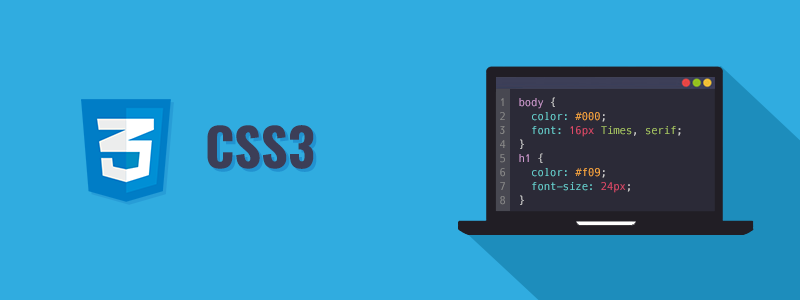 3
CSS3
1 body {
2   color: #000;
3   font: 16px Times, serif;
4 }
5 h1 {
6   color: #f09;
7   font-size: 24px;
8 }